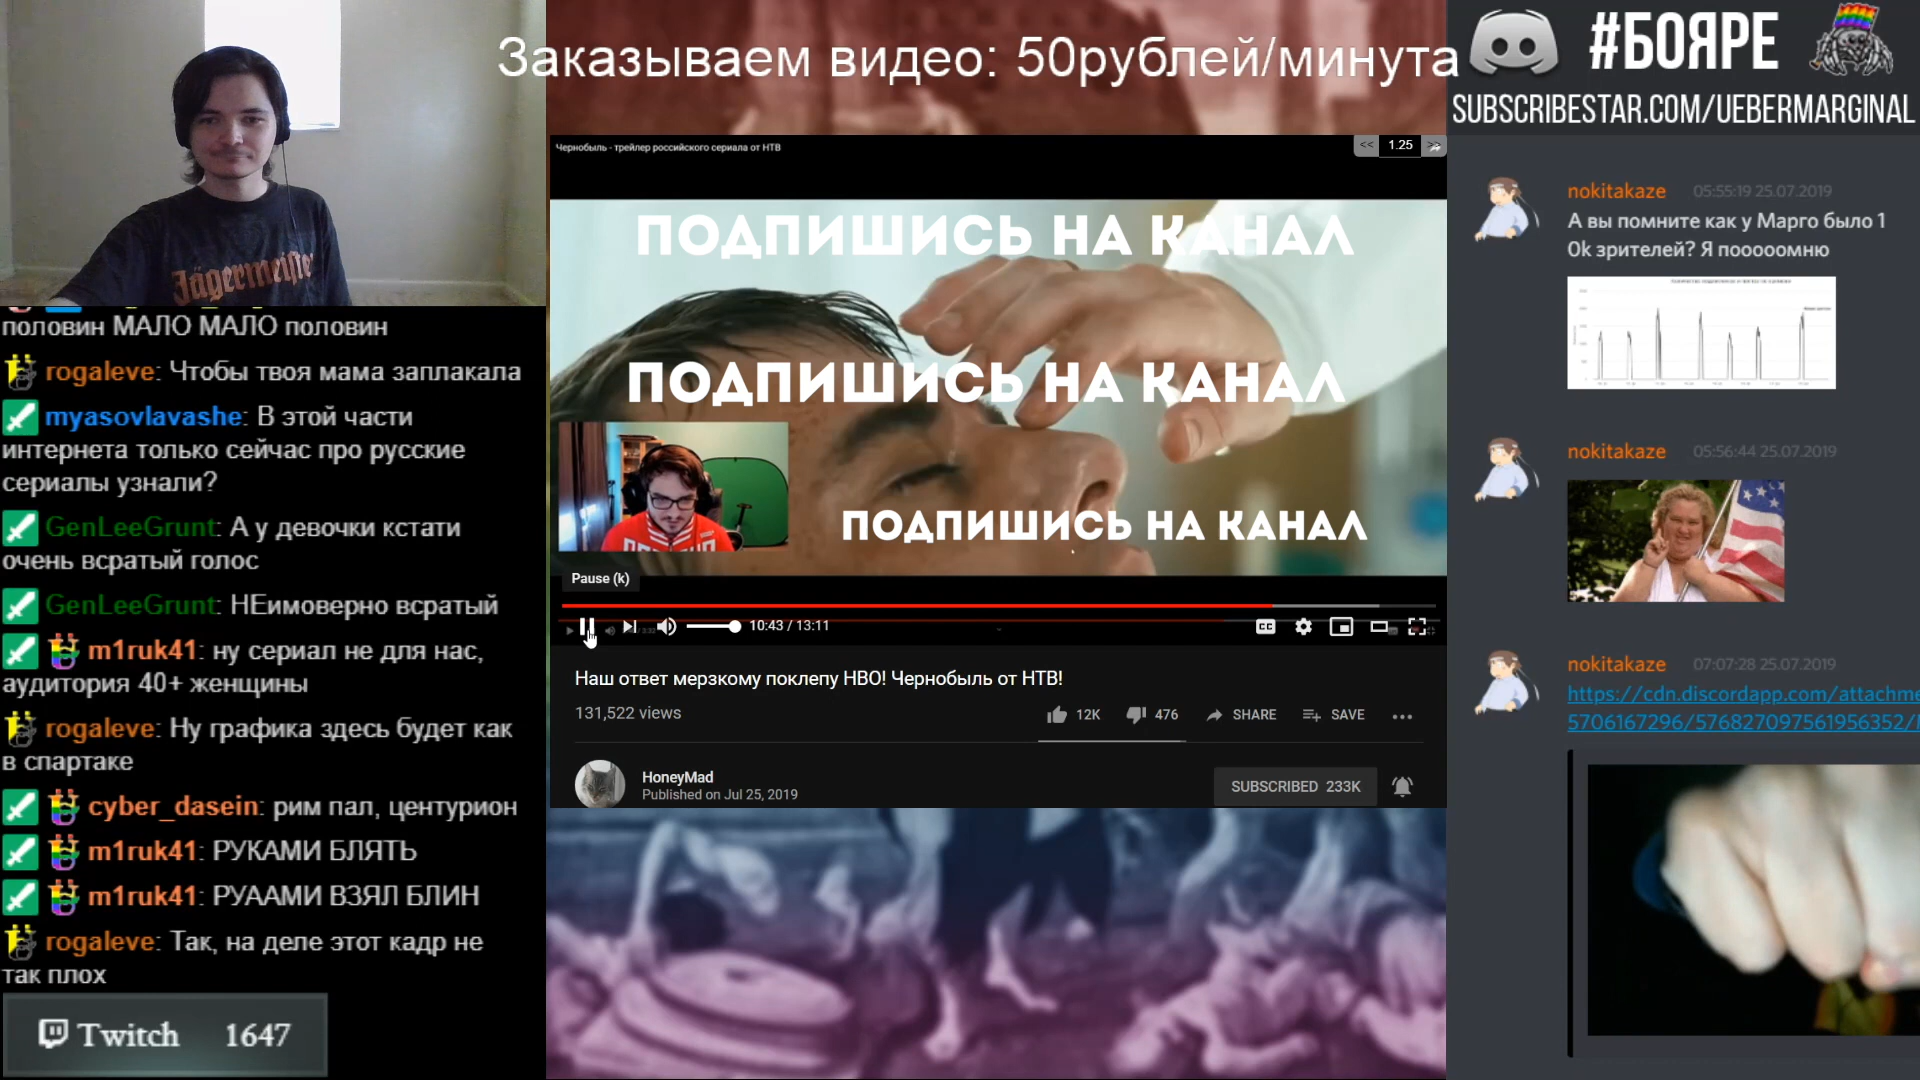 Заказываем видео: 50рублей/минута
#БОЯРЕ
SUBSCRIBESTAR.COM/UEBERMARGINAL
Jägermeister
половин МАЛО МАЛО половин
rogaleve: Чтобы твоя мама заплакала
myasovlavashe: В этой части
интернета только сейчас про русские
сериалы узнали?
GenLeeGrunt: А у девочки кстати
очень всратый голос
GenLeeGrunt: НЕимоверно всратый
m1ruk41: ну сериал не для нас,
аудитория 40+ женщины
rogaleve: Ну графика здесь будет как
в спартаке
cyber_dasein: рим пал, центурион
m1ruk41: РУКАМИ БЛЯТЬ
m1ruk41: РУААМИ ВЗЯЛ БЛИН
rogaleve: Так, на деле этот кадр не
так плох
Twitch 1647
Чернобыль - трейлер российского сериала от НТВ
<< 1.25 >>
ПОДПИШИСЬ НА КАНАЛ
ПОДПИШИСЬ НА КАНАЛ
ПОДПИШИСЬ НА КАНАЛ
Pause (k)
10:43 / 13:11
CC
Наш ответ мерзкому поклепу HBO! Чернобыль от НТВ!
131,522 views
12K 476 SHARE SAVE
HoneyMad
Published on Jul 25, 2019
SUBSCRIBED 233K
nokitakaze 05:55:19 25.07.2019
А вы помните как у Марго было 1
0k зрителей? Я пооооомню
nokitakaze 05:56:44 25.07.2019
nokitakaze 07:07:28 25.07.2019
https://cdn.discordapp.com/attachme
5706167296/576827097561956352/